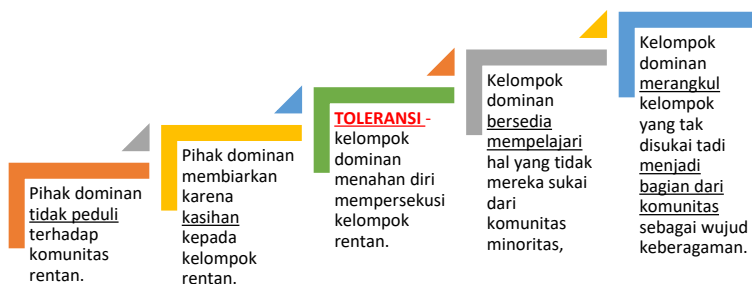 Pihak dominan
tidak peduli
terhadap
komunitas
rentan.
Pihak dominan
membiarkan
karena
kasihan
kepada
kelompok
rentan.
TOLERANSI -
kelompok
dominan
menahan diri
mempersekusi
kelompok
rentan.
Kelompok
dominan
bersedia
mempelajari
hal yang tidak
mereka sukai
dari
komunitas
minoritas,
Kelompok
dominan
merangkul
kelompok
yang tak
disukai tadi
menjadi
bagian dari
komunitas
sebagai wujud
keberagaman.